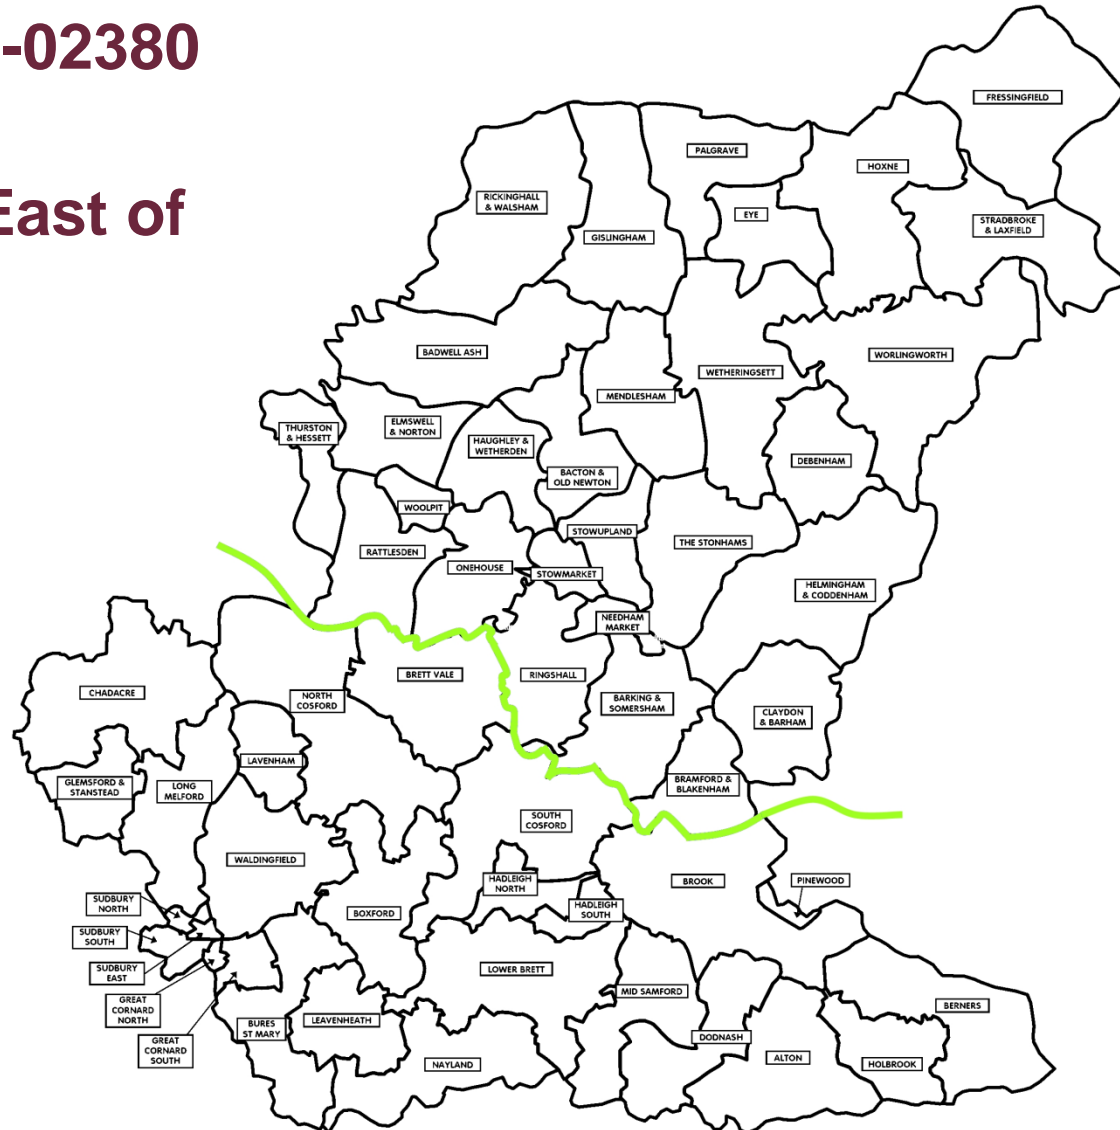 -02380
East of
FRESSINGFIELD
PALGRAVE
HOXNE
RICKINGHALL
& WALSHAM
EYE
STRADBROKE
& LAXFIELD
GISLINGHAM
BADWELL ASH
WORLINGWORTH
WETHERINGSETT
MENDLESHAM
THURSTON
& HESSETT
ELMSWELL
& NORTON
HAUGHLEY &
WETHERDEN
DEBENHAM
BACTON &
OLD NEWTON
WOOLPIT
STOWUPLAND
RATTLESDEN
THE STONHAMS
ONEHOUSE
STOWMARKET
HELMINGHAM
& CODDENHAM
NEEDHAM
MARKET
BRETT VALE
RINGSHALL
CHADACRE
NORTH
COSFORD
BARKING &
SOMERSHAM
CLAYDON
& BARHAM
LAVENHAM
GLEMSFORD &
STANSTEAD
LONG
MELFORD
BRAMFORD &
BLAKENHAM
SOUTH
COSFORD
WALDINGFIELD
HADLEIGH
NORTH
BROOK
PINEWOOD
SUDBURY
NORTH
BOXFORD
HADLEIGH
SOUTH
SUDBURY
SOUTH
SUDBURY
EAST
LOWER BRETT
MID SAMFORD
GREAT
CORNARD
NORTH
BERNERS
BURES
ST MARY
LEAVENHEATH
GREAT
CORNARD
SOUTH
DODNASH
NAYLAND
ALTON
HOLBROOK